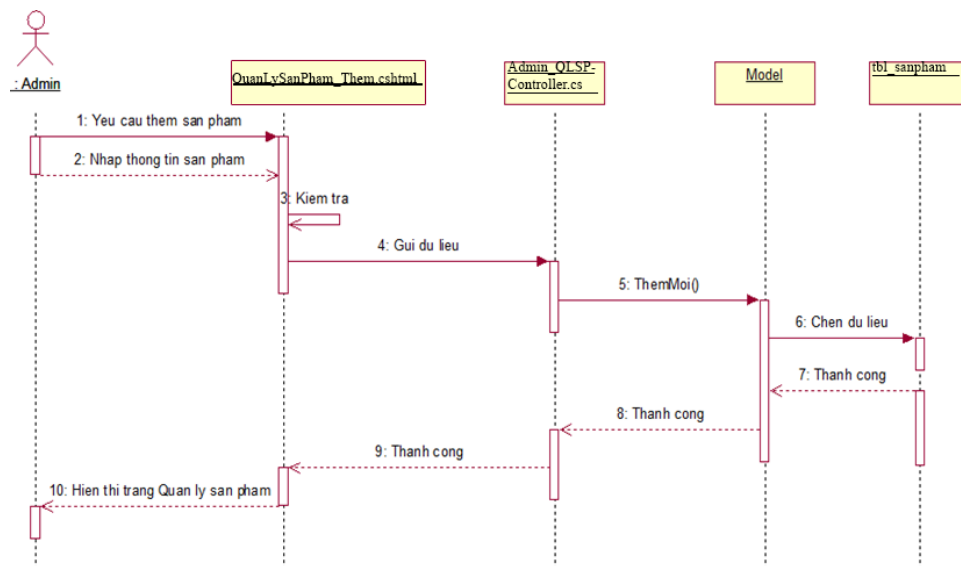 : Admin
QuanLySanPham_Them.cshtml
Admin_QLSP-
Controller.cs
Model
tbl_sanpham
1: Yeu cau them san pham
2: Nhap thong tin san pham
3: Kiem tra
4: Gui du lieu
5: ThemMoi()
6: Chen du lieu
7: Thanh cong
8: Thanh cong
9: Thanh cong
10: Hien thi trang Quan ly san pham